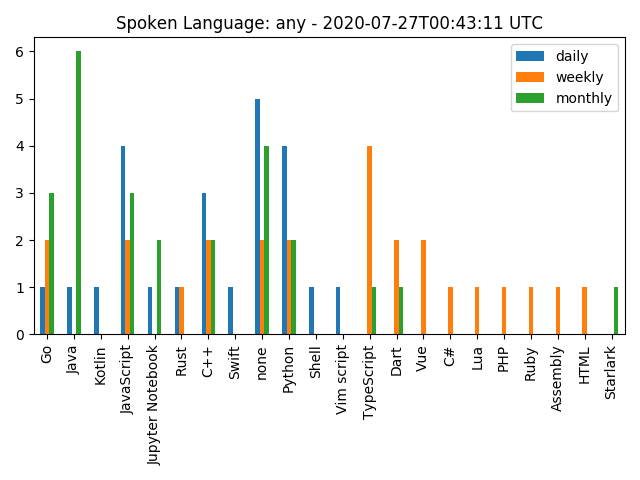 Spoken Language: any - 2020-07-27T00:43:11 UTC
daily
weekly
monthly
6
5
4
3
2
1
0
Go
Java
Kotlin
JavaScript
Jupyter Notebook
Rust
C++
Swift
none
Python
Shell
Vim script
TypeScript
Dart
Vue
C#
Lua
PHP
Ruby
Assembly
HTML
Starlark